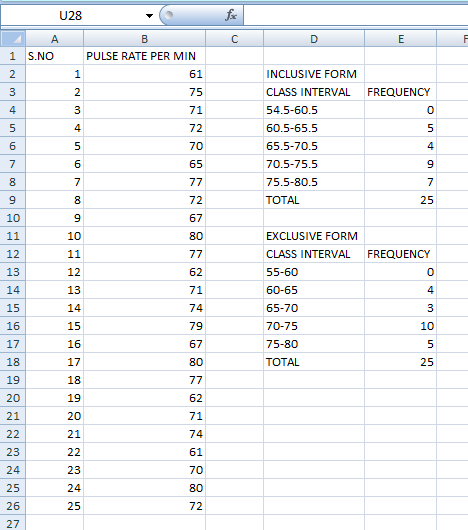 U28 fx
A B C D E F
1 S.NO PULSE RATE PER MIN
2 1 61 INCLUSIVE FORM
3 2 75 CLASS INTERVAL FREQUENCY
4 3 71 54.5-60.5 0
5 4 72 60.5-65.5 5
6 5 70 65.5-70.5 4
7 6 65 70.5-75.5 9
8 7 77 75.5-80.5 7
9 8 72 TOTAL 25
10 9 67
11 10 80 EXCLUSIVE FORM
12 11 77 CLASS INTERVAL FREQUENCY
13 12 62 55-60 0
14 13 71 60-65 4
15 14 74 65-70 3
16 15 79 70-75 10
17 16 67 75-80 5
18 17 80 TOTAL 25
19 18 77
20 19 62
21 20 71
22 21 74
23 22 61
24 23 70
25 24 80
26 25 72
27